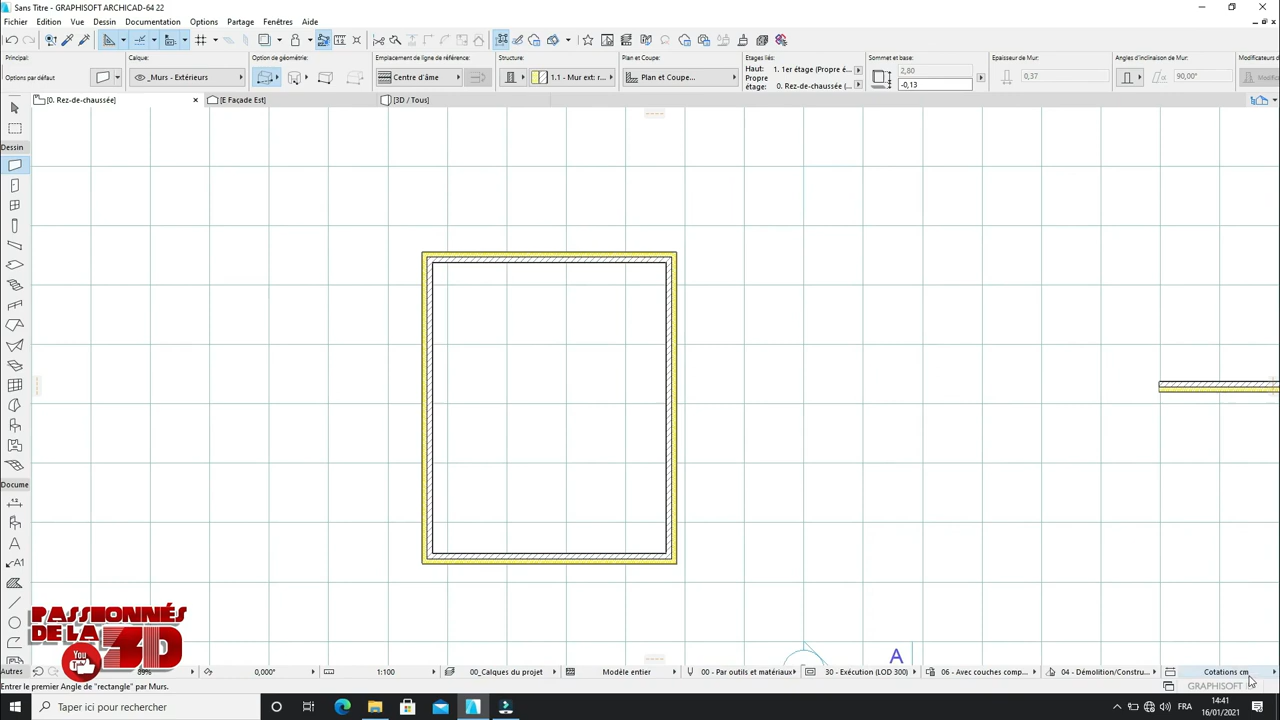 Sans Titre - GRAPHISOFT ARCHICAD-64 22
Fichier Edition Vue Dessin Documentation Options Partage Fenêtres Aide
Principal: Calque: Option de géométrie: Emplacement de ligne de référence: Structure: Plan et Coupe: Etages liés: Sommet et base: Epaisseur de Mur: Angles d'inclinaison de Mur: Modificateurs d
Options par défaut _Murs - Extérieurs Centre d'âme 1.1 - Mur ext: r... Plan et Coupe...
Haut: 1. 1er étage (Propre é...
Propre étage: 0. Rez-de-chaussée (...
2,80
-0,13
0,37
90,00°
[0. Rez-de-chaussée] [E Façade Est] [3D / Tous]
Dessin
Docume
A1
A
A
PASSIONNÉS
DE LA 3D
You
Autres 89% 0,000° 1:100 00_Calques du projet Modèle entier 00 - Par outils et matériaux 30 - Exécution (LOD 300) 06 - Avec couches comp... 04 - Démolition/Constru... Cotations cm
Entrer le premier Angle de "rectangle" par Murs.
GRAPHISOFT
Taper ici pour rechercher
FRA
14:41
16/01/2021